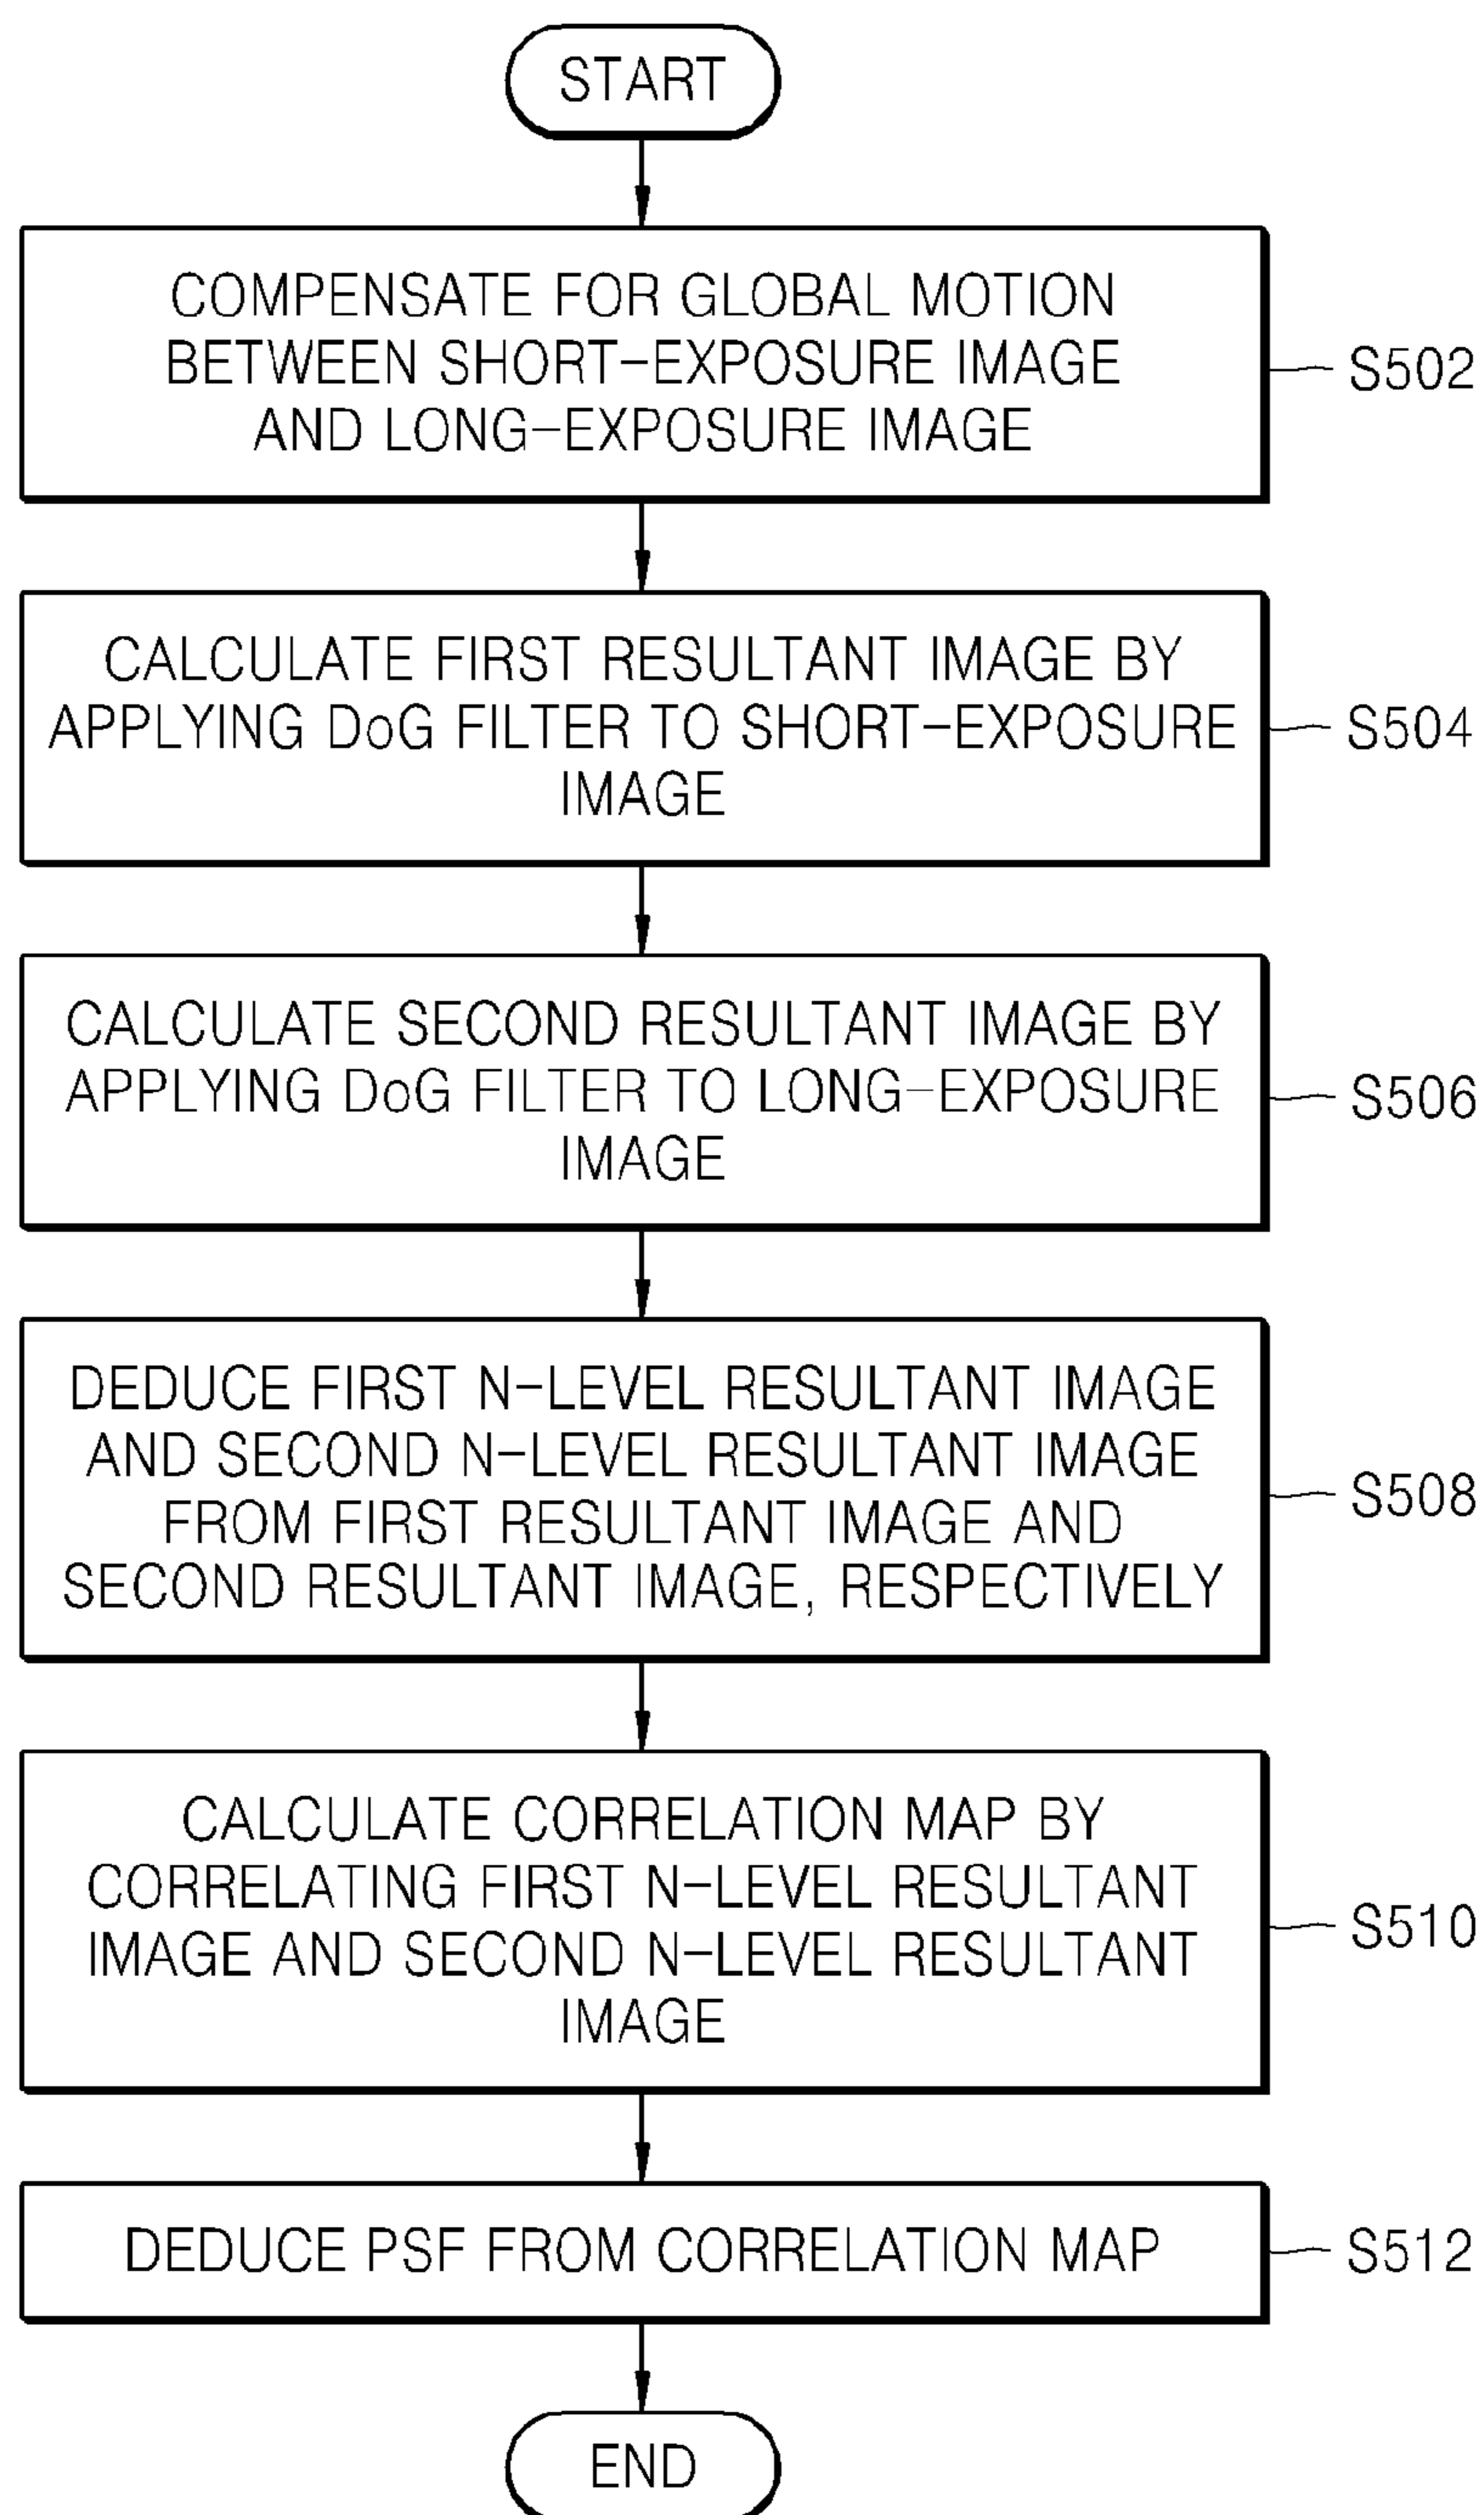 START
COMPENSATE FOR GLOBAL MOTION
BETWEEN SHORT-EXPOSURE IMAGE
AND LONG-EXPOSURE IMAGE
S502
CALCULATE FIRST RESULTANT IMAGE BY
APPLYING DoG FILTER TO SHORT-EXPOSURE
IMAGE
S504
CALCULATE SECOND RESULTANT IMAGE BY
APPLYING DoG FILTER TO LONG-EXPOSURE
IMAGE
S506
DEDUCE FIRST N-LEVEL RESULTANT IMAGE
AND SECOND N-LEVEL RESULTANT IMAGE
FROM FIRST RESULTANT IMAGE AND
SECOND RESULTANT IMAGE, RESPECTIVELY
S508
CALCULATE CORRELATION MAP BY
CORRELATING FIRST N-LEVEL RESULTANT
IMAGE AND SECOND N-LEVEL RESULTANT
IMAGE
S510
DEDUCE PSF FROM CORRELATION MAP
S512
END